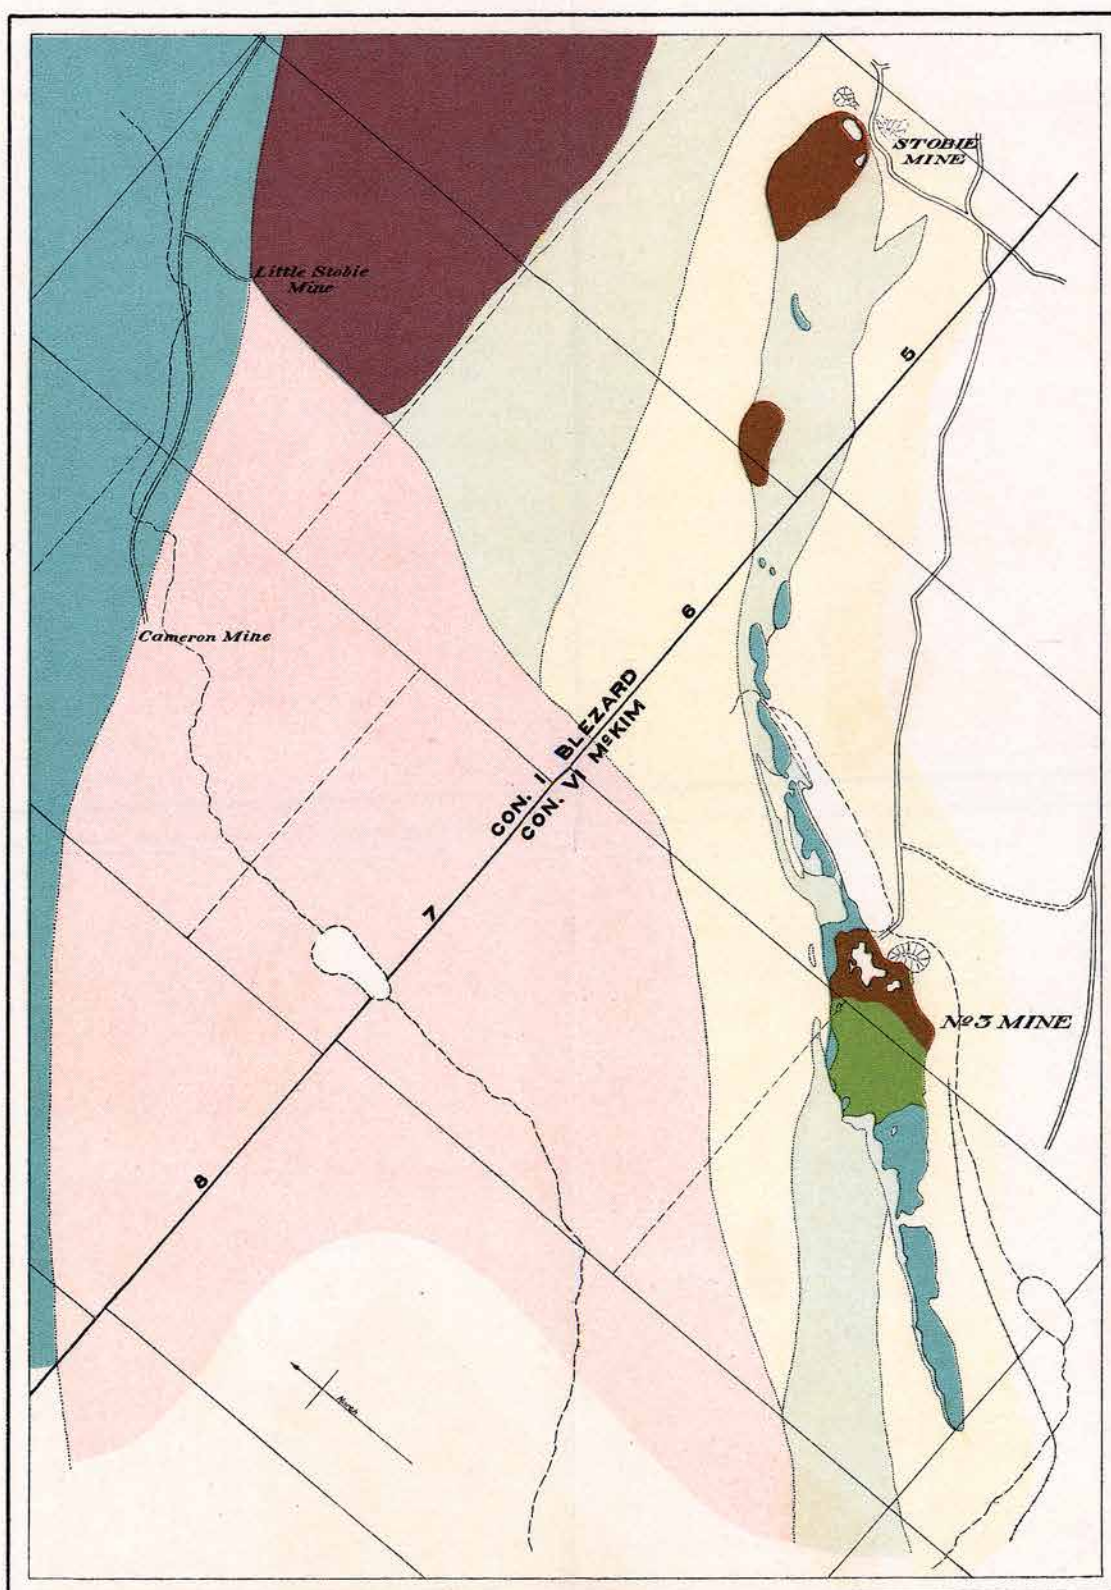 STOBIE
MINE
Little Stobie
Mine
5
6
Cameron Mine
CON. I BLEZARD
CON. VI McKIM
7
No 3 MINE
8
North